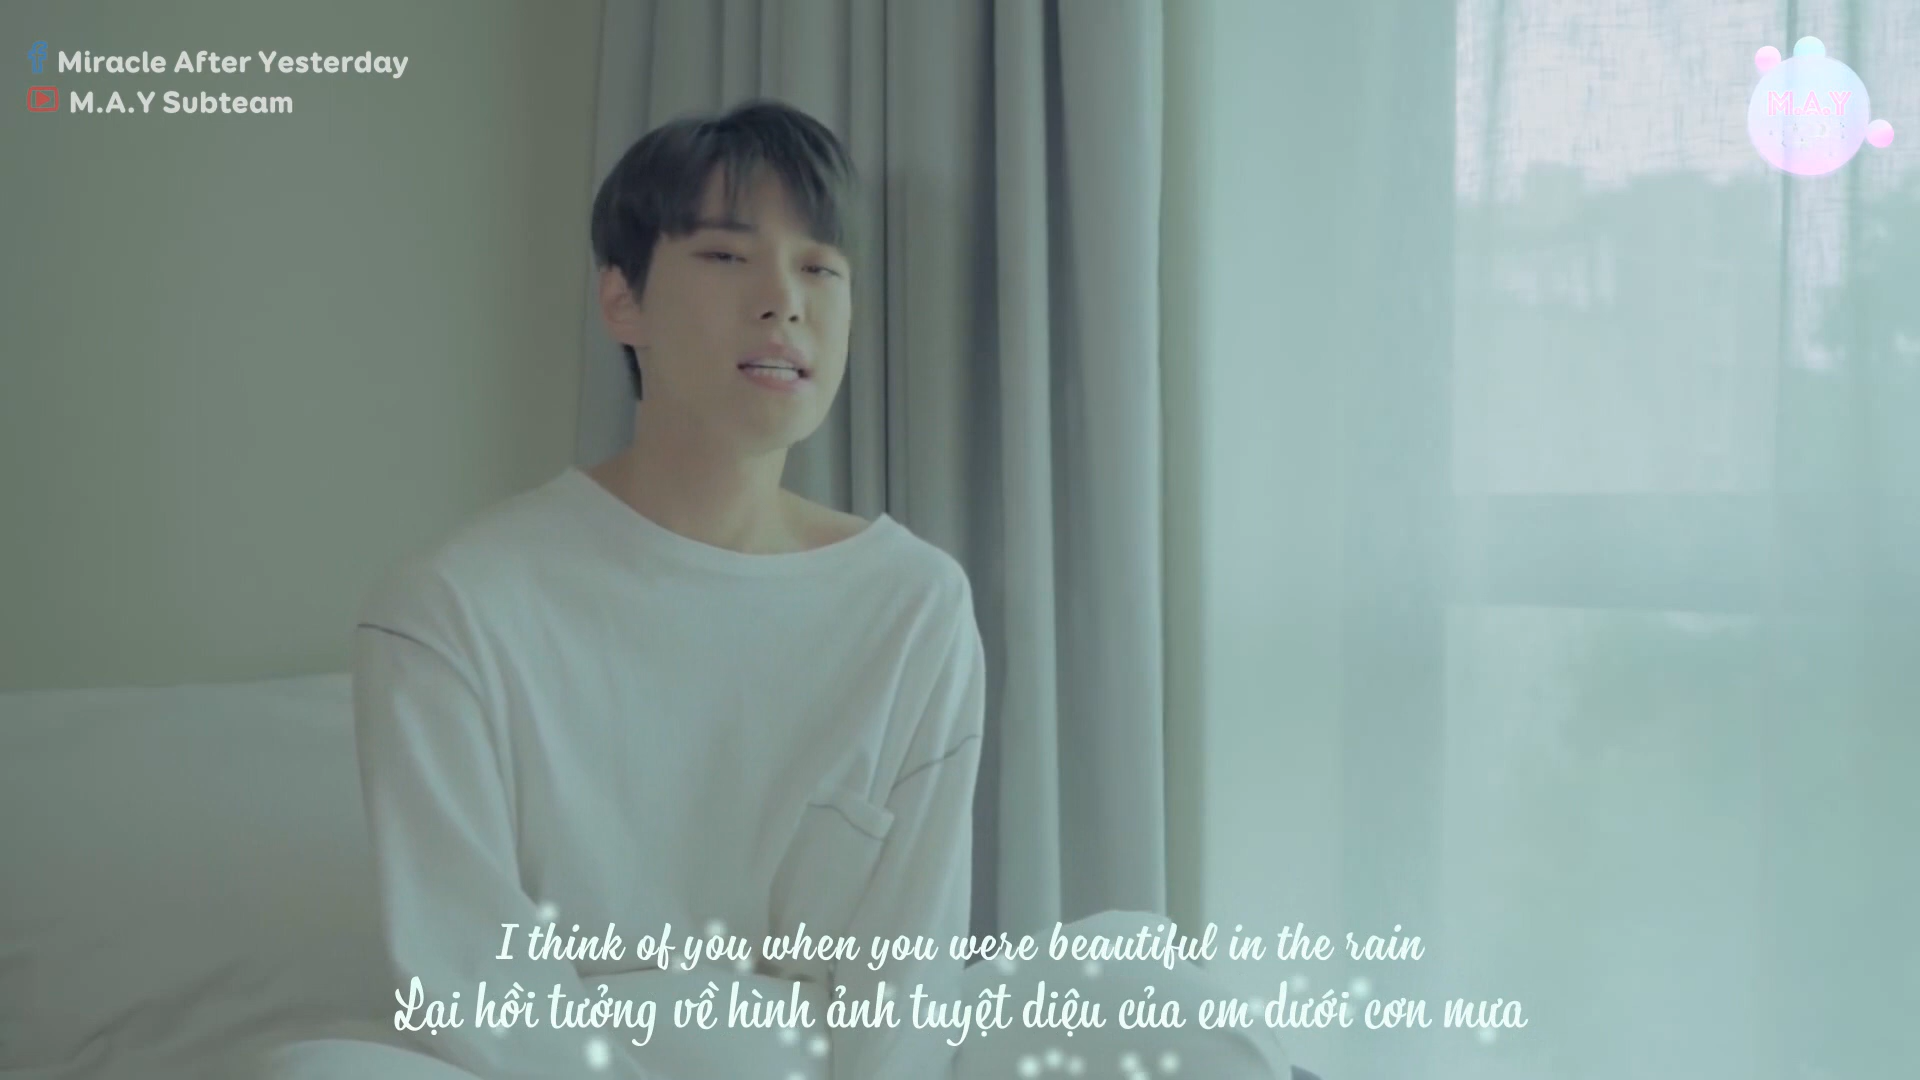 Miracle After Yesterday
M.A.Y Subteam
M.A.Y
I think of you when you were beautiful in the rain
Lại hồi tưởng về hình ảnh tuyệt diệu của em dưới cơn mưa